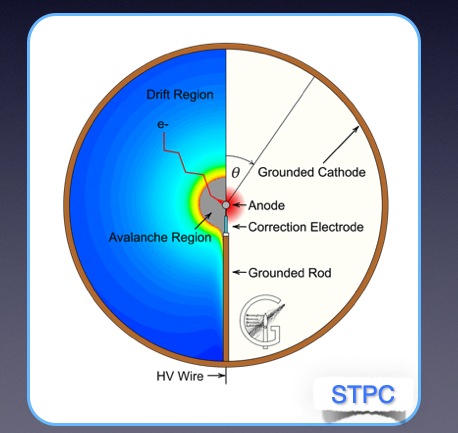 Drift Region
e-
θ
Grounded Cathode
Anode
Correction Electrode
Avalanche Region
Grounded Rod
HV Wire
STPC